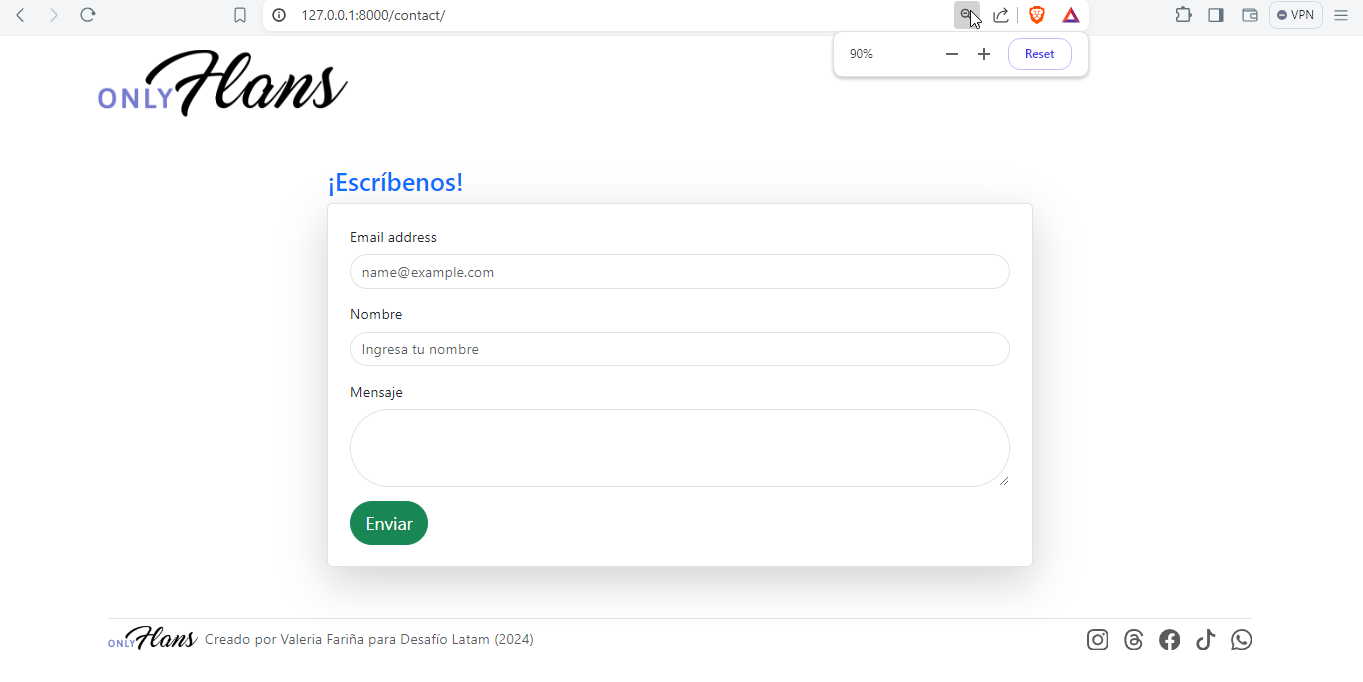 127.0.0.1:8000/contact/
VPN
90%
Reset
ONLY Flans
¡Escríbenos!
Email address
name@example.com
Nombre
Ingresa tu nombre
Mensaje
Enviar
ONLY Flans Creado por Valeria Fariña para Desafío Latam (2024)